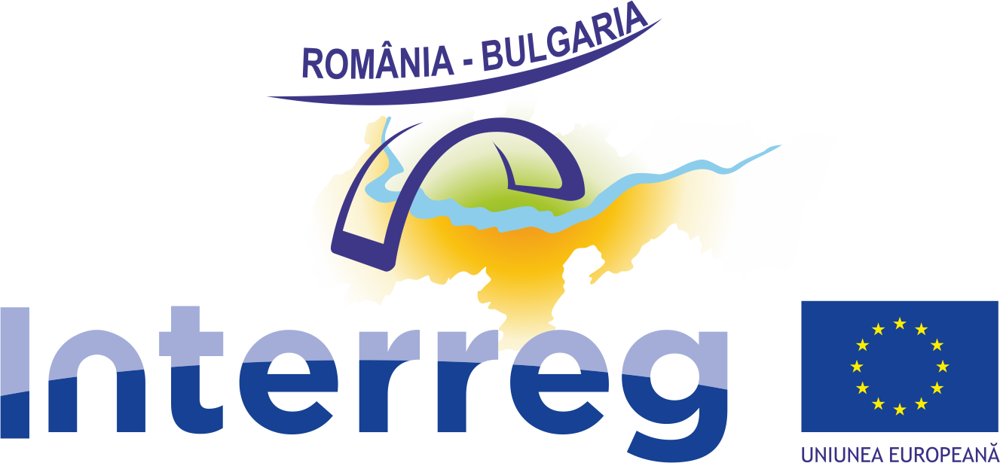 ROMÂNIA - BULGARIA
Interreg
UNIUNEA EUROPEANĂ